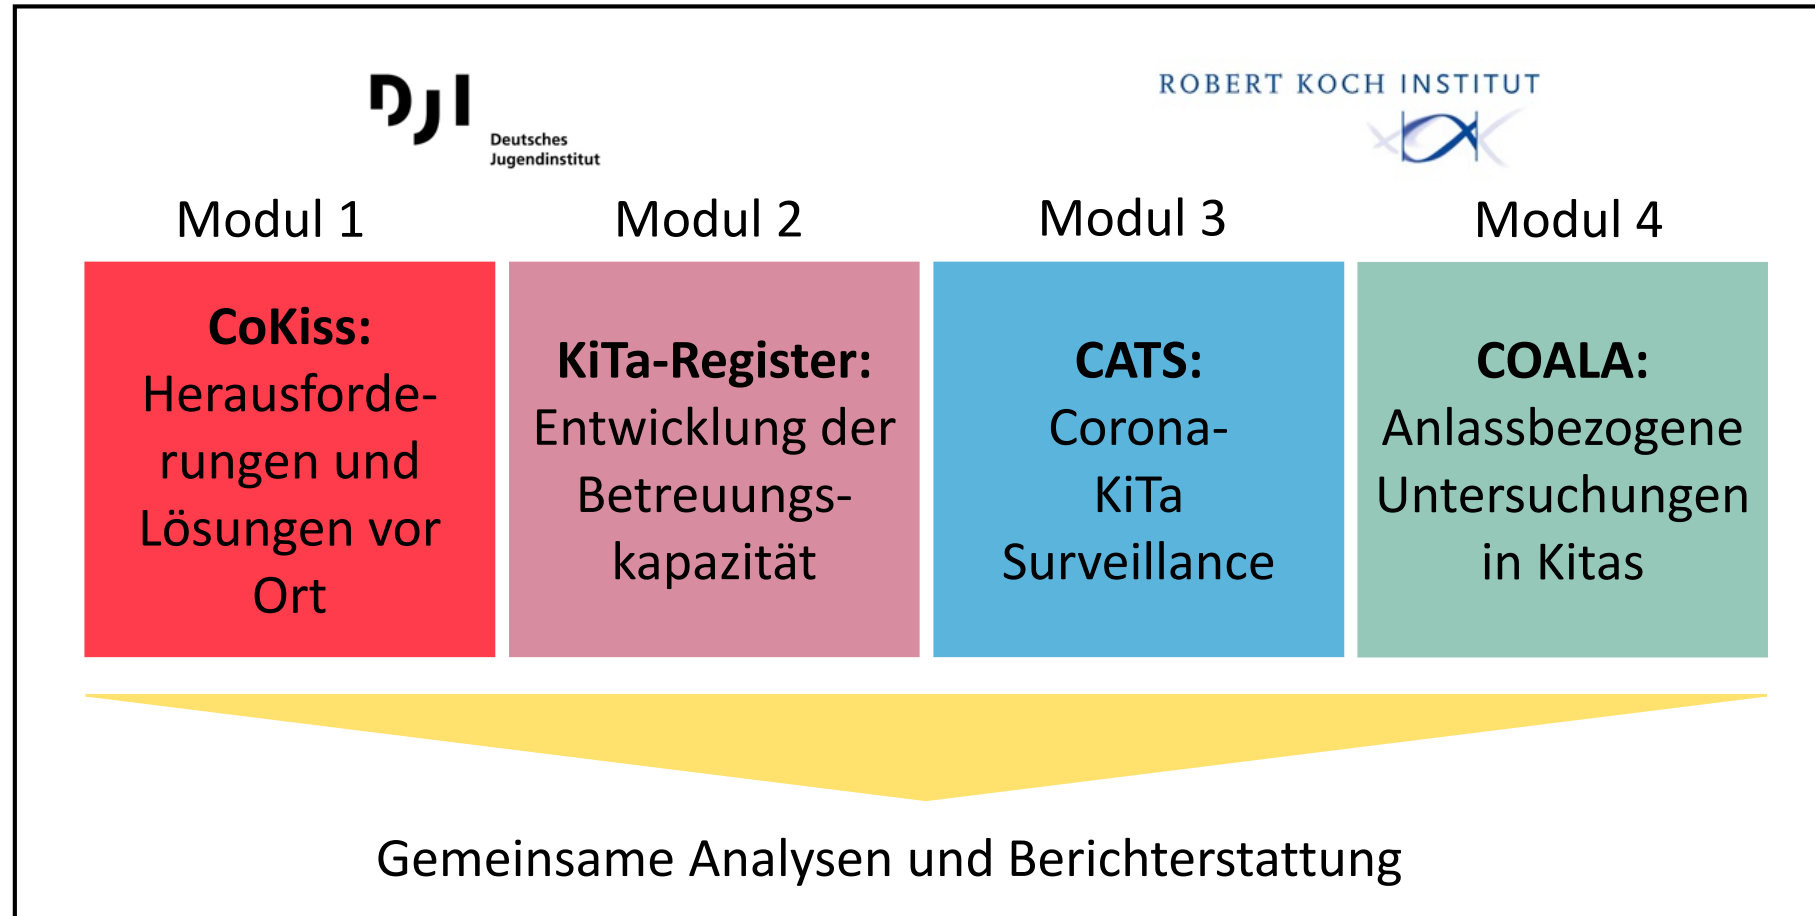 DJI
Deutsches
Jugendinstitut
ROBERT KOCH INSTITUT
Modul 1
CoKiss:
Herausforde-
rungen und
Lösungen vor
Ort
Modul 2
KiTa-Register:
Entwicklung der
Betreuungs-
kapazität
Modul 3
CATS:
Corona-
KiTa
Surveillance
Modul 4
COALA:
Anlassbezogene
Untersuchungen
in Kitas
Gemeinsame Analysen und Berichterstattung